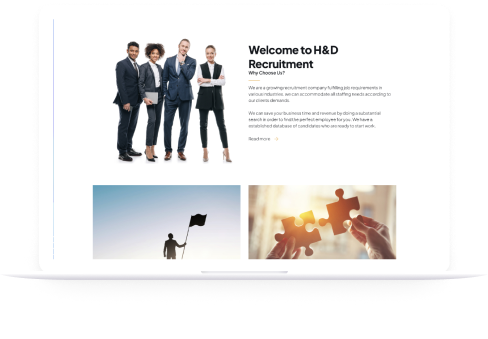 Welcome to H&D
Recruitment
Why Choose Us?
We are a growing recruitment company fulfilling job requirements in
various industries. we can accommodate all staffing needs according to
our clients demands.
We can save your business time and revenue by doing a substantial
search in order to find the perfect employee for you. We have a
established database of candidates who are ready to start work.
Read more